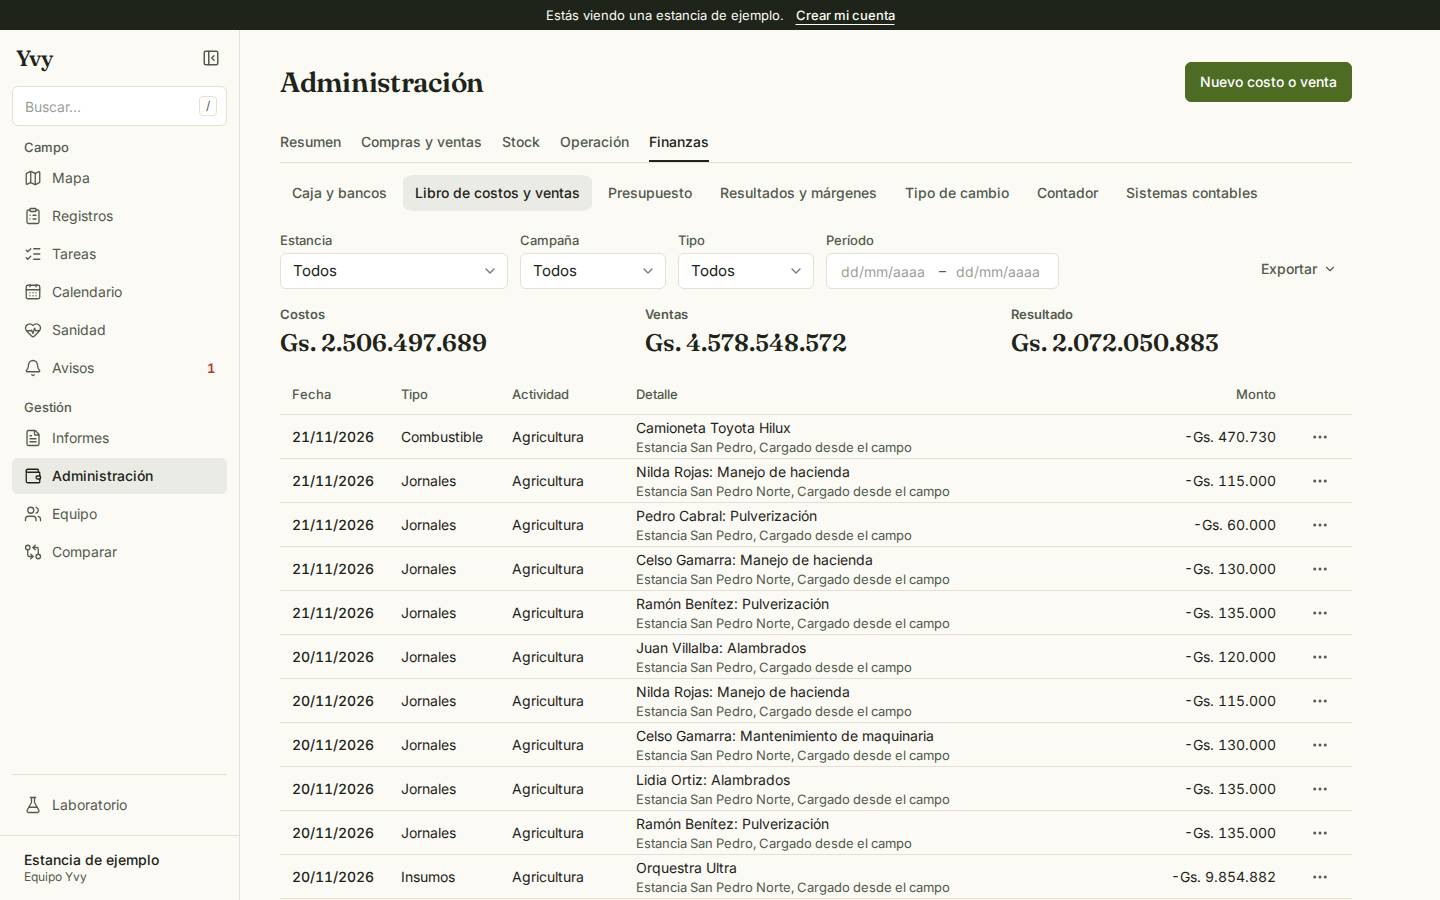 Estás viendo una estancia de ejemplo. Crear mi cuenta
Yvy
Buscar... /
Campo
Mapa
Registros
Tareas
Calendario
Sanidad
Avisos 1
Gestión
Informes
Administración
Equipo
Comparar
Laboratorio
Estancia de ejemplo
Equipo Yvy
Administración
Nuevo costo o venta
Resumen Compras y ventas Stock Operación Finanzas
Caja y bancos Libro de costos y ventas Presupuesto Resultados y márgenes Tipo de cambio Contador Sistemas contables
Estancia Campaña Tipo Período
Todos Todos Todos dd/mm/aaaa – dd/mm/aaaa Exportar
Costos Ventas Resultado
Gs. 2.506.497.689 Gs. 4.578.548.572 Gs. 2.072.050.883
Fecha Tipo Actividad Detalle Monto
21/11/2026 Combustible Agricultura Camioneta Toyota Hilux -Gs. 470.730
Estancia San Pedro, Cargado desde el campo
21/11/2026 Jornales Agricultura Nilda Rojas: Manejo de hacienda -Gs. 115.000
Estancia San Pedro Norte, Cargado desde el campo
21/11/2026 Jornales Agricultura Pedro Cabral: Pulverización -Gs. 60.000
Estancia San Pedro, Cargado desde el campo
21/11/2026 Jornales Agricultura Celso Gamarra: Manejo de hacienda -Gs. 130.000
Estancia San Pedro Norte, Cargado desde el campo
21/11/2026 Jornales Agricultura Ramón Benítez: Pulverización -Gs. 135.000
Estancia San Pedro Norte, Cargado desde el campo
20/11/2026 Jornales Agricultura Juan Villalba: Alambrados -Gs. 120.000
Estancia San Pedro, Cargado desde el campo
20/11/2026 Jornales Agricultura Nilda Rojas: Manejo de hacienda -Gs. 115.000
Estancia San Pedro, Cargado desde el campo
20/11/2026 Jornales Agricultura Celso Gamarra: Mantenimiento de maquinaria -Gs. 130.000
Estancia San Pedro Norte, Cargado desde el campo
20/11/2026 Jornales Agricultura Lidia Ortiz: Alambrados -Gs. 135.000
Estancia San Pedro Norte, Cargado desde el campo
20/11/2026 Jornales Agricultura Ramón Benítez: Pulverización -Gs. 135.000
Estancia San Pedro, Cargado desde el campo
20/11/2026 Insumos Agricultura Orquestra Ultra -Gs. 9.854.882
Estancia San Pedro Norte, Cargado desde el campo